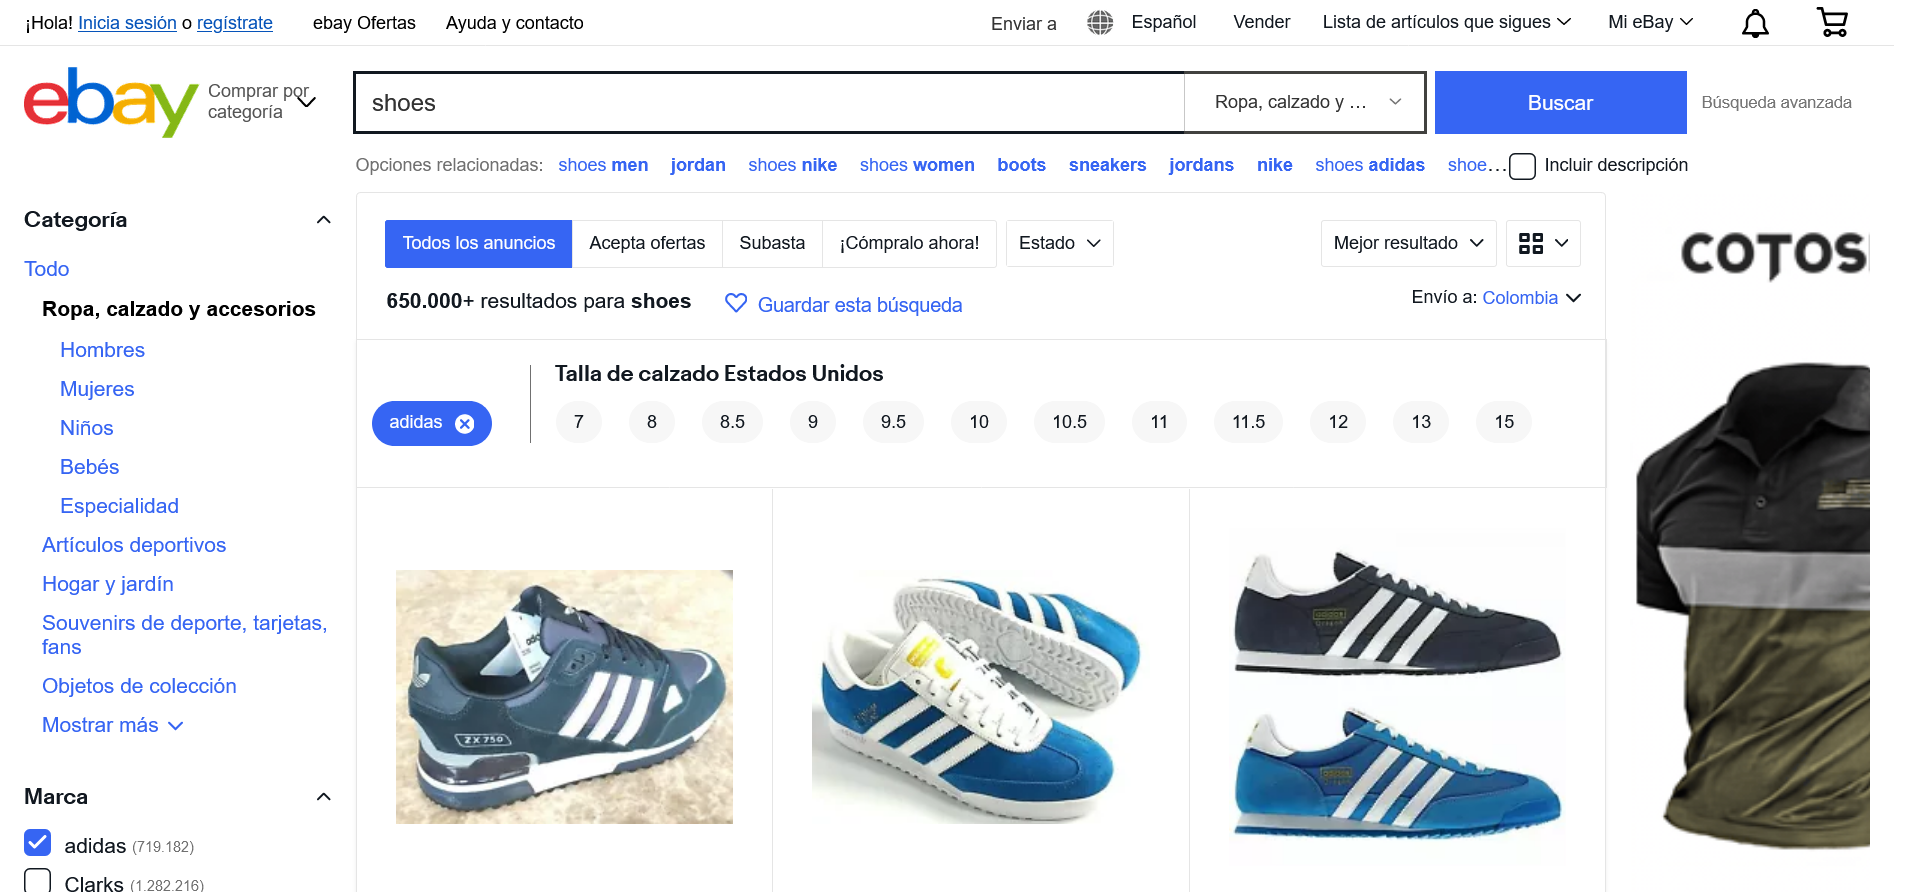 ¡Hola! Inicia sesión o regístrate ebay Ofertas Ayuda y contacto Enviar a Español Vender Lista de artículos que sigues Mi eBay
ebay Comprar por categoría shoes Ropa, calzado y ... Buscar Búsqueda avanzada
Opciones relacionadas: shoes men jordan shoes nike shoes women boots sneakers jordans nike shoes adidas shoe... Incluir descripción
Categoría
Todo
Ropa, calzado y accesorios
Hombres
Mujeres
Niños
Bebés
Especialidad
Artículos deportivos
Hogar y jardín
Souvenirs de deporte, tarjetas,
fans
Objetos de colección
Mostrar más
Marca
adidas (719.182)
Clarks (1.282.216)
Todos los anuncios Acepta ofertas Subasta ¡Cómpralo ahora! Estado Mejor resultado
650.000+ resultados para shoes Guardar esta búsqueda Envío a: Colombia
Talla de calzado Estados Unidos
adidas 7 8 8.5 9 9.5 10 10.5 11 11.5 12 13 15
ZX 750
COTOS